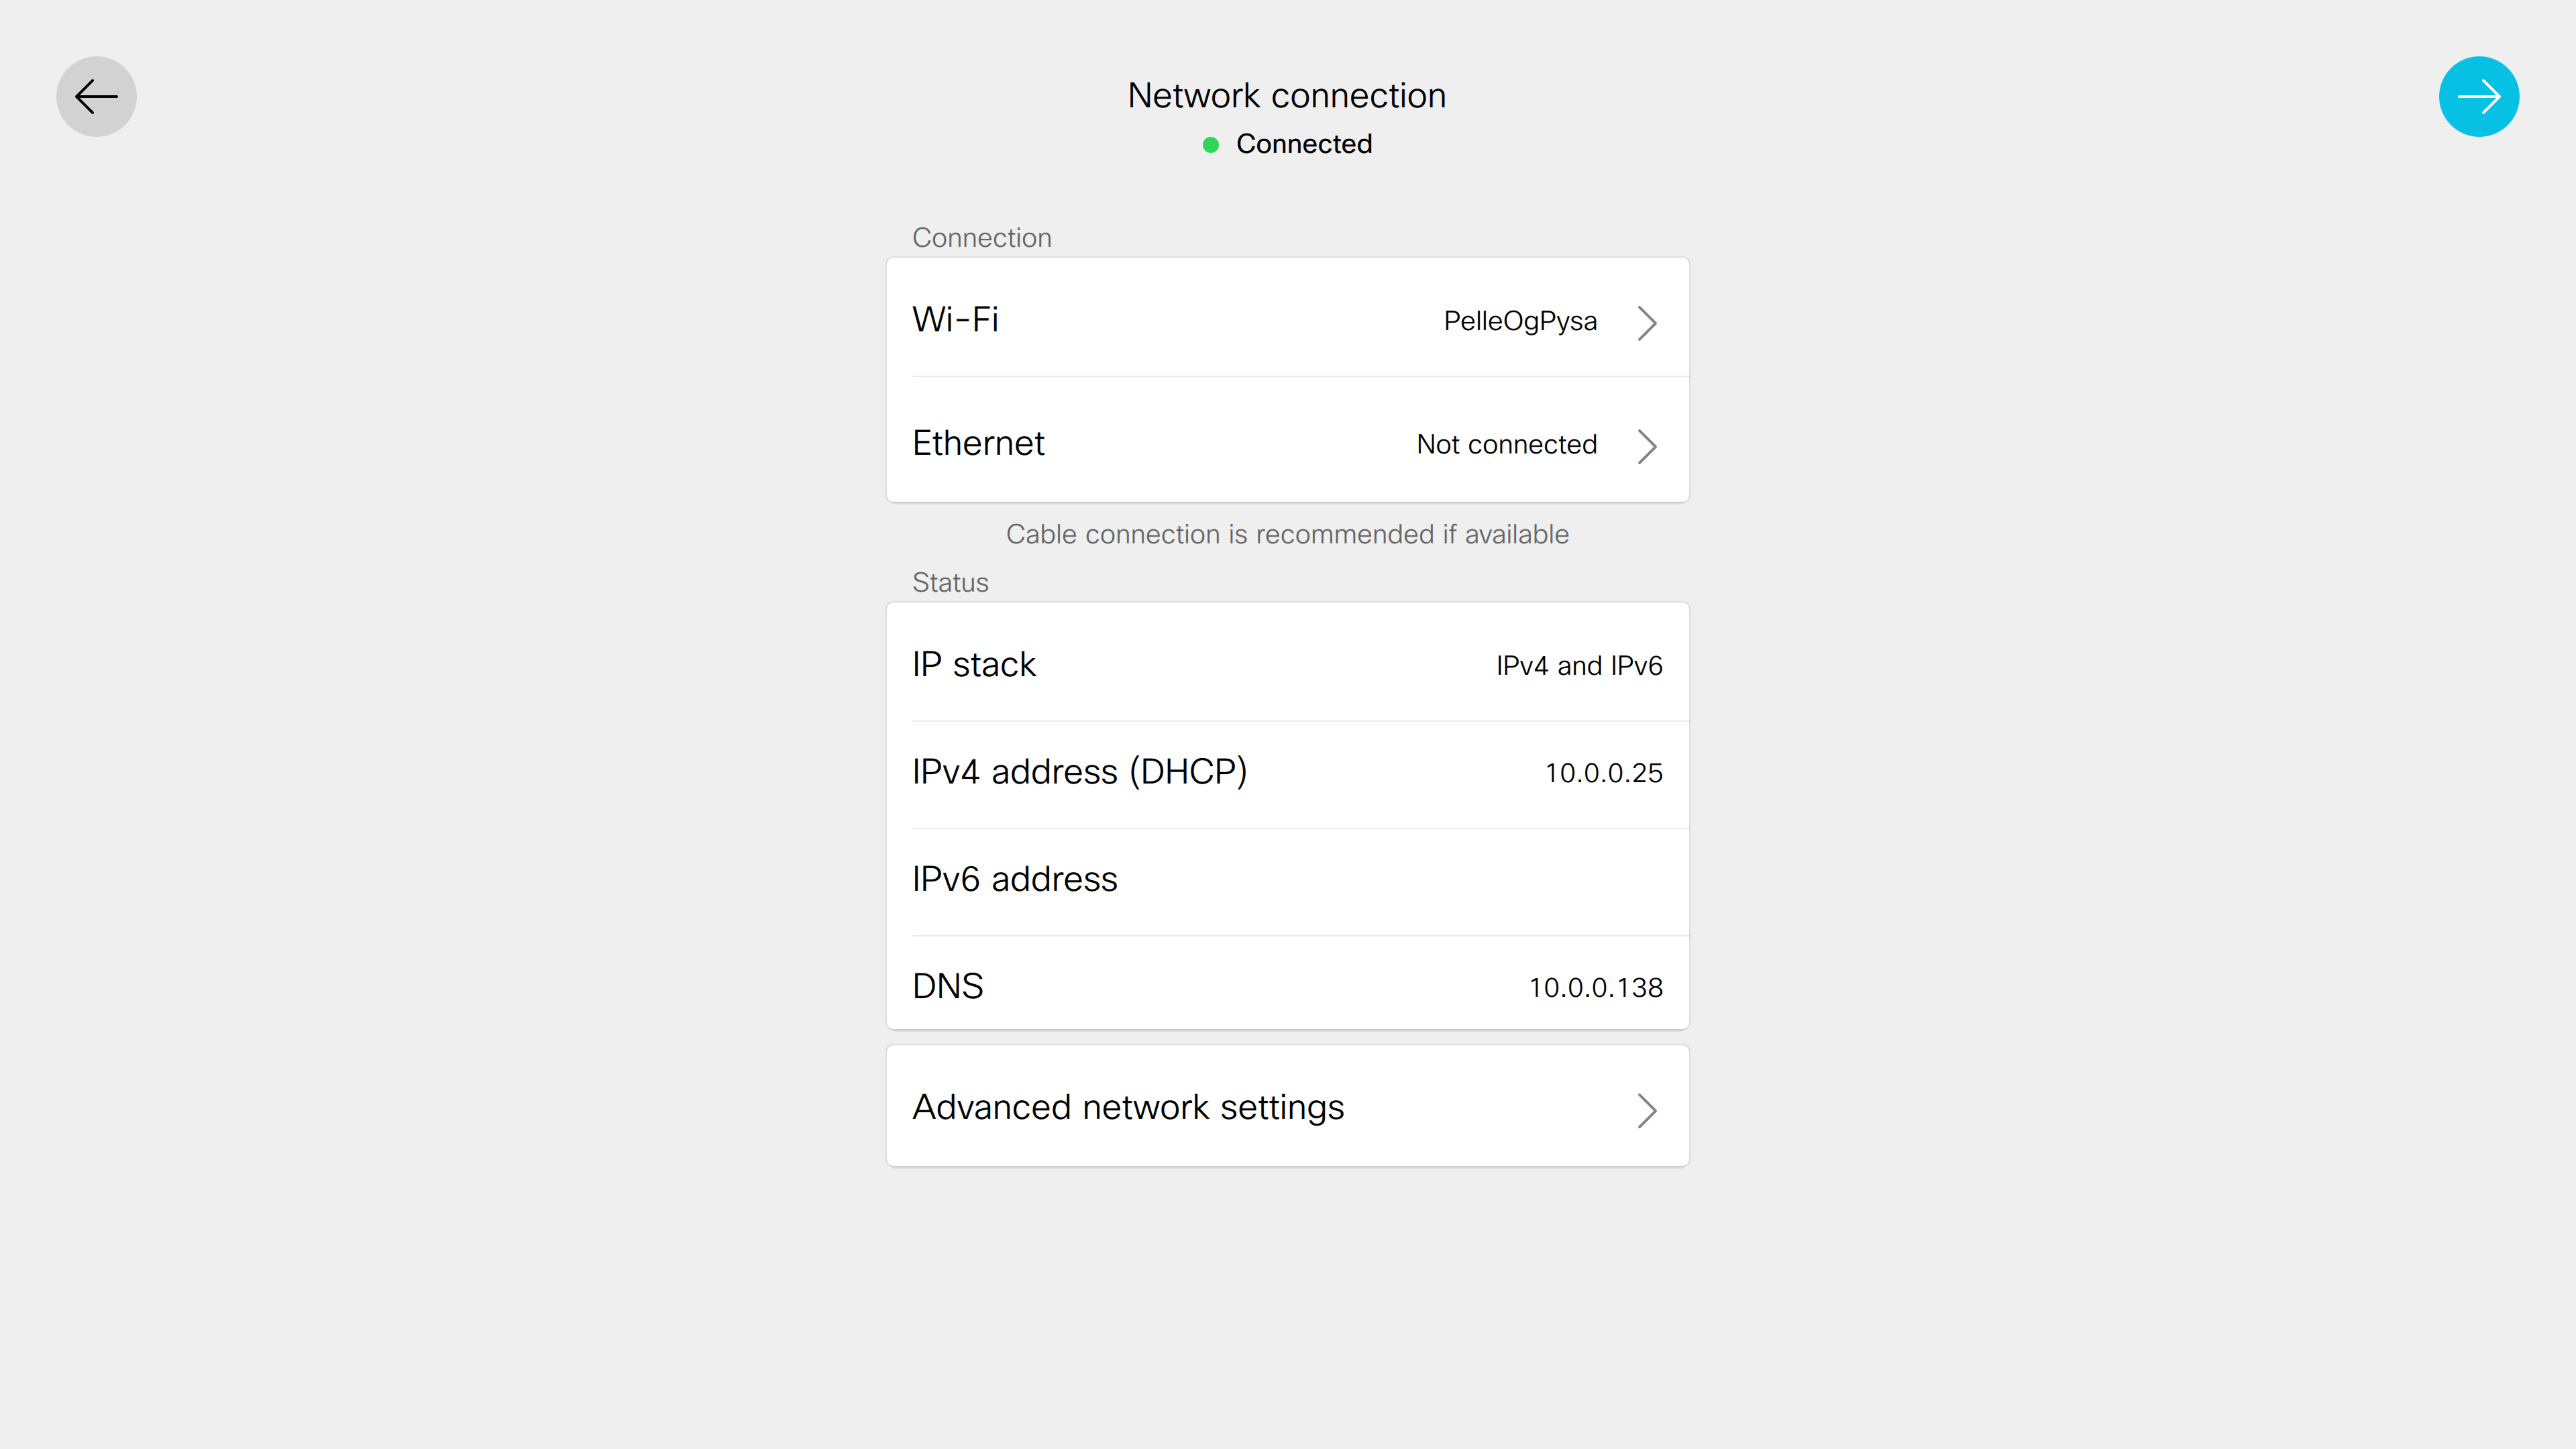 Network connection
Connected
Connection
Wi-Fi PelleOgPysa
Ethernet Not connected
Cable connection is recommended if available
Status
IP stack IPv4 and IPv6
IPv4 address (DHCP) 10.0.0.25
IPv6 address
DNS 10.0.0.138
Advanced network settings